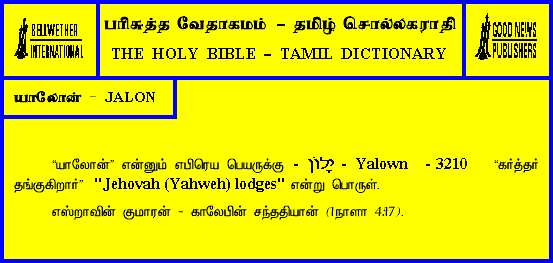 BELLWETHER
INTERNATIONAL
பரிசுத்த வேதாகமம் – தமிழ் சொல்லகராதி
THE HOLY BIBLE – TAMIL DICTIONARY
GOOD NEWS
PUBLISHERS
யாலோன் – JALON
“யாலோன்” என்னும் எபிரெய பெயருக்கு - יָלוֹן - Yalown - 3210 “கர்த்தர்
தங்குகிறார்” "Jehovah (Yahweh) lodges" என்று பொருள்.
எஸ்றாவின் குமாரன் - காலேபின் சந்ததியான் (1நாளா 4:17).